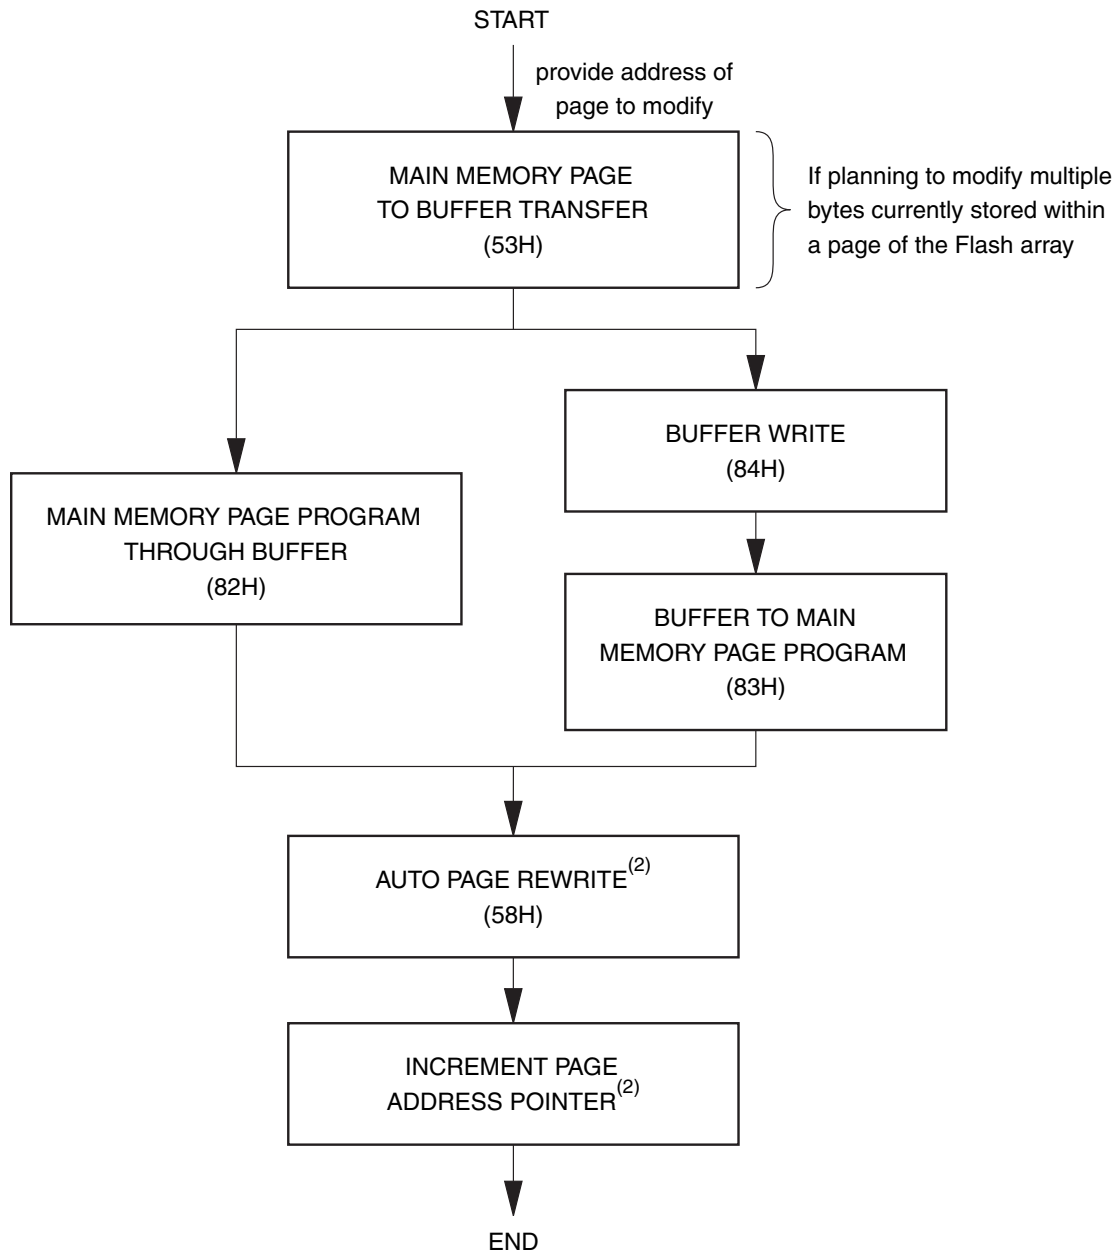 START
provide address of
page to modify
MAIN MEMORY PAGE
TO BUFFER TRANSFER
(53H)
If planning to modify multiple
bytes currently stored within
a page of the Flash array
MAIN MEMORY PAGE PROGRAM
THROUGH BUFFER
(82H)
BUFFER WRITE
(84H)
BUFFER TO MAIN
MEMORY PAGE PROGRAM
(83H)
AUTO PAGE REWRITE(2)
(58H)
INCREMENT PAGE
ADDRESS POINTER(2)
END